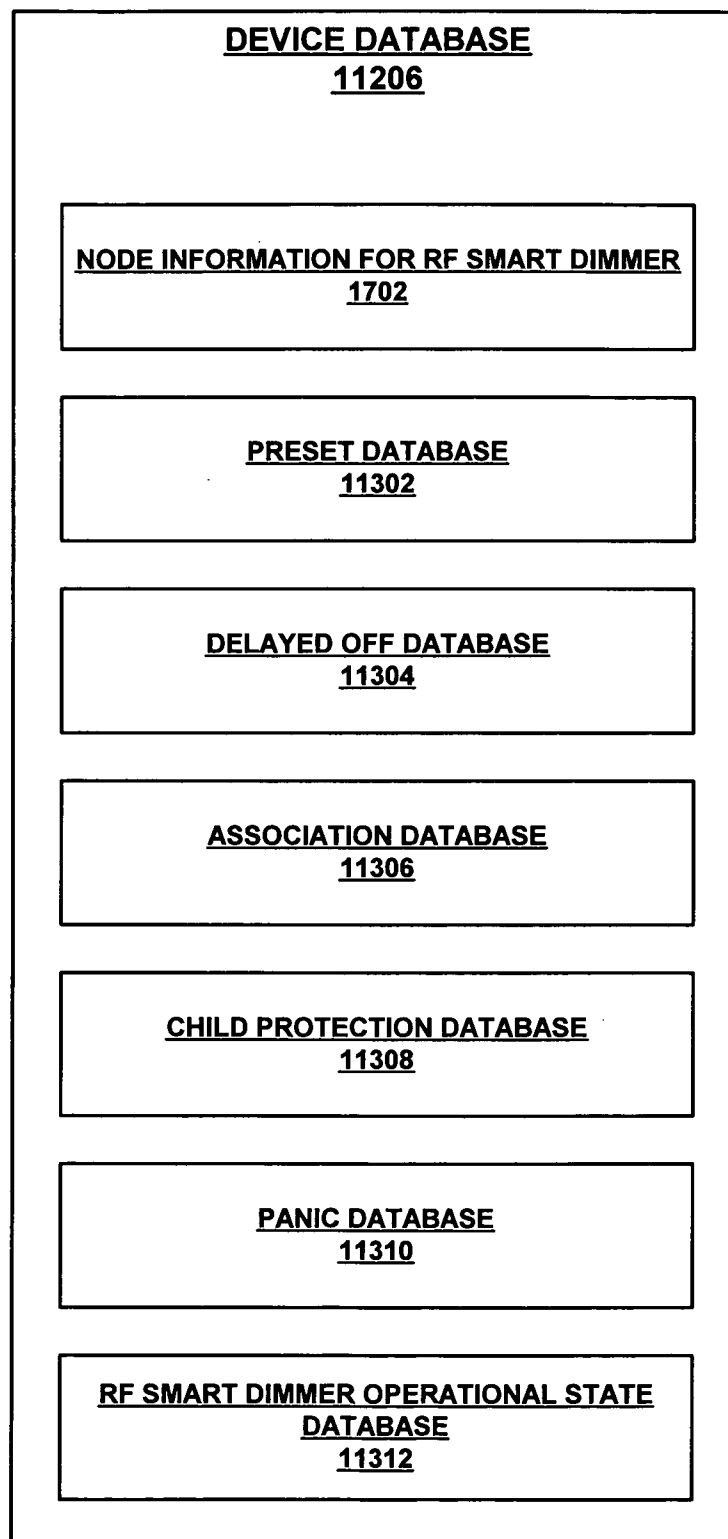 DEVICE DATABASE
11206
NODE INFORMATION FOR RF SMART DIMMER
1702
PRESET DATABASE
11302
DELAYED OFF DATABASE
11304
ASSOCIATION DATABASE
11306
CHILD PROTECTION DATABASE
11308
PANIC DATABASE
11310
RF SMART DIMMER OPERATIONAL STATE
DATABASE
11312